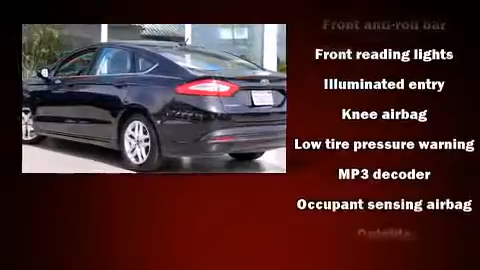 Front anti-roll bar
Front reading lights
Illuminated entry
Knee airbag
Low tire pressure warning
MP3 decoder
Occupant sensing airbag